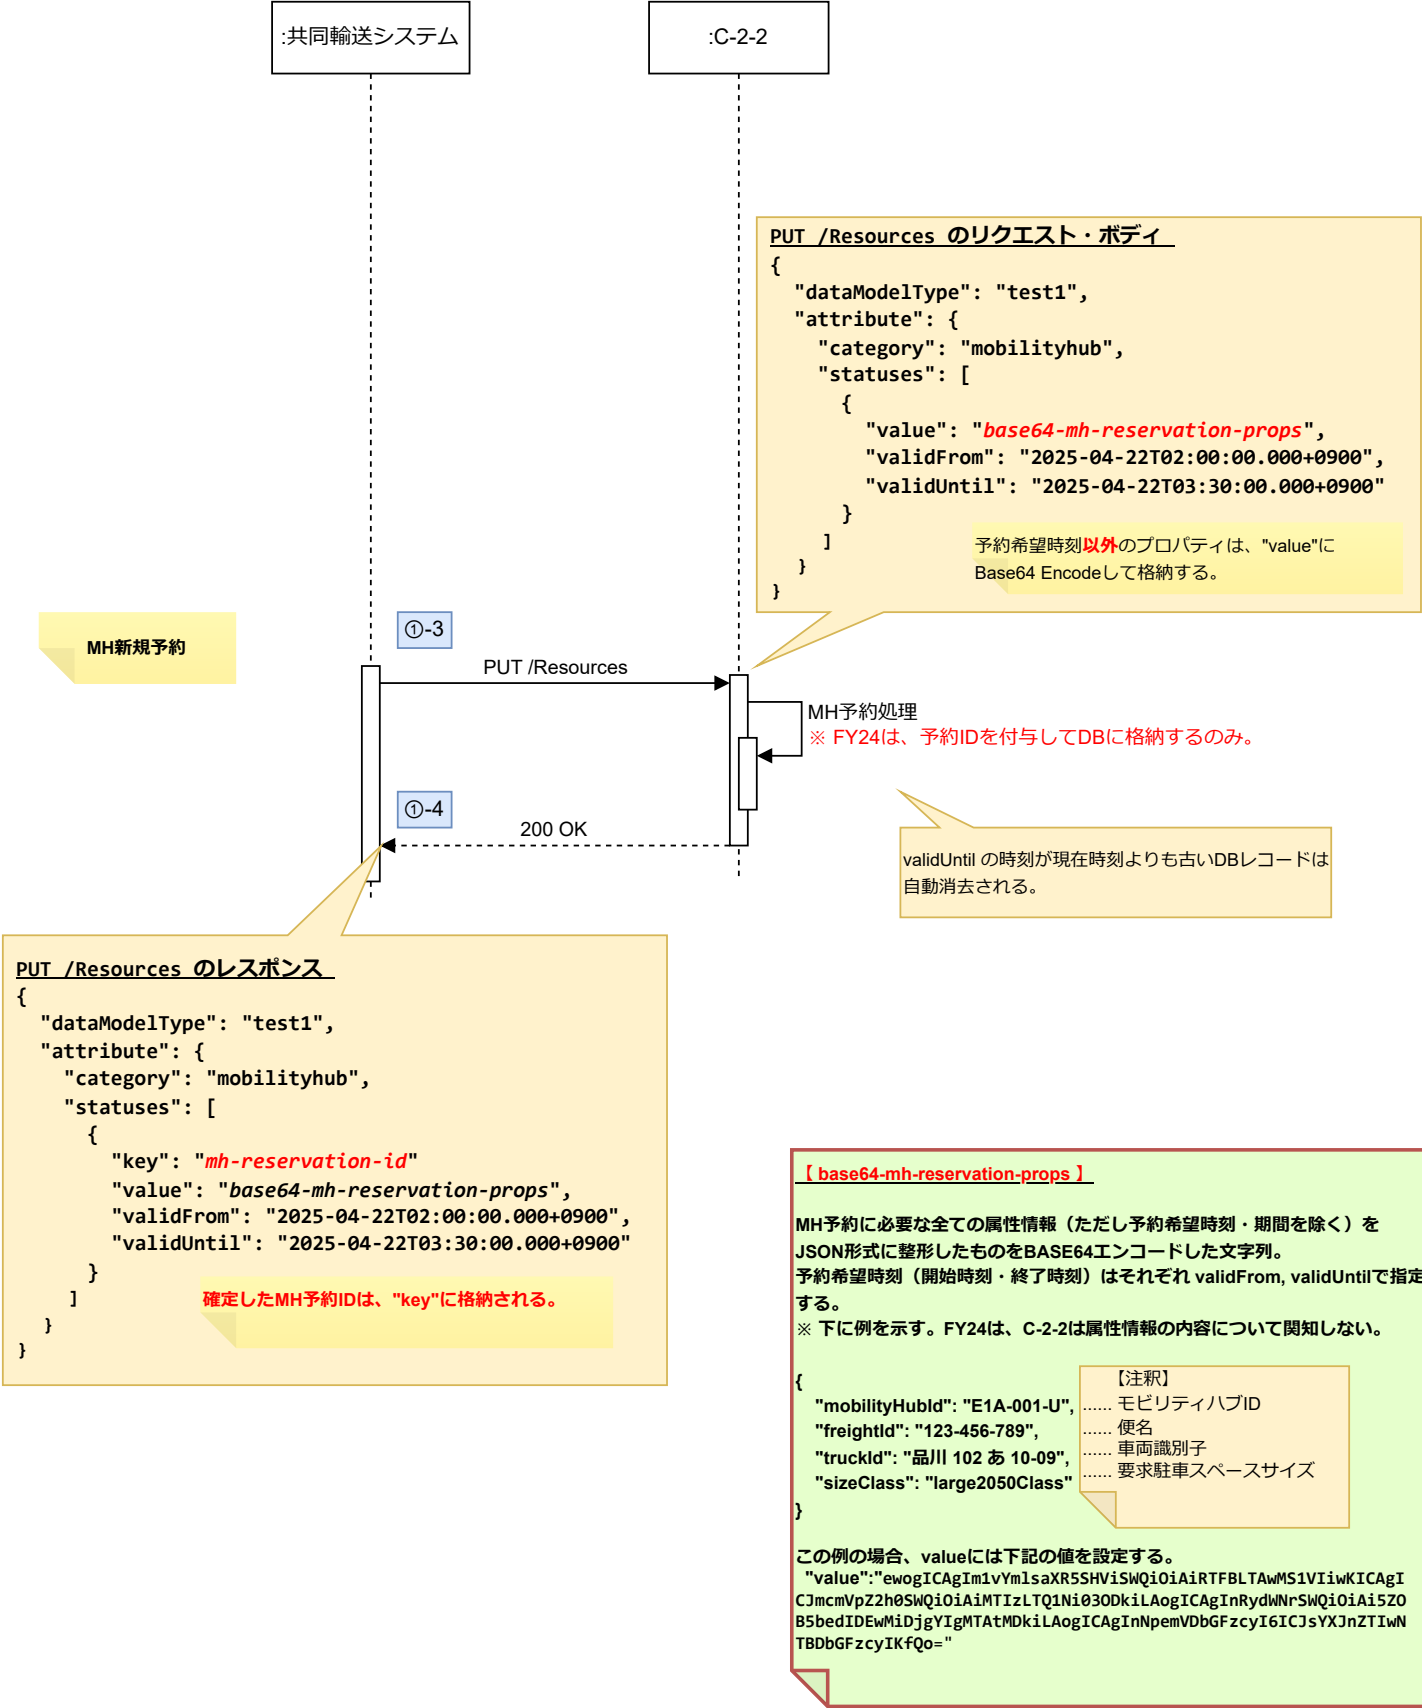 :共同輸送システム
:C-2-2
PUT /Resources のリクエスト・ボディ
{
"dataModelType": "test1",
"attribute": {
"category": "mobilityhub",
"statuses": [
{
"value": "base64-mh-reservation-props",
"validFrom": "2025-04-22T02:00:00.000+0900",
"validUntil": "2025-04-22T03:30:00.000+0900"
}
]
}
}
予約希望時刻以外のプロパティは、"value"に
Base64 Encodeして格納する。
MH新規予約
①-3
PUT /Resources
MH予約処理
※ FY24は、予約IDを付与してDBに格納するのみ。
①-4
200 OK
validUntil の時刻が現在時刻よりも古いDBレコードは
自動消去される。
PUT /Resources のレスポンス
{
"dataModelType": "test1",
"attribute": {
"category": "mobilityhub",
"statuses": [
{
"key": "mh-reservation-id"
"value": "base64-mh-reservation-props",
"validFrom": "2025-04-22T02:00:00.000+0900",
"validUntil": "2025-04-22T03:30:00.000+0900"
}
]
}
}
確定したMH予約IDは、"key"に格納される。
【 base64-mh-reservation-props 】
MH予約に必要な全ての属性情報（ただし予約希望時刻・期間を除く）を
JSON形式に整形したものをBASE64エンコードした文字列。
予約希望時刻（開始時刻・終了時刻）はそれぞれ validFrom, validUntilで指定
する。
※ 下に例を示す。FY24は、C-2-2は属性情報の内容について関知しない。
{
"mobilityHubId": "E1A-001-U",
"freightId": "123-456-789",
"truckId": "品川 102 あ 10-09",
"sizeClass": "large2050Class"
}
【注釈】
...... モビリティハブID
...... 便名
...... 車両識別子
...... 要求駐車スペースサイズ
この例の場合、valueには下記の値を設定する。
"value":"ewogICAgIm1vYmlsaXR5SHViSWQiOiAiRTFBLTAwMS1VIiwKICAgI
CJmcmVpZ2h0SWQiOiAiMTIzLTQ1Ni03ODkiLAogICAgInRydWNrSWQiOiAi5ZO
B5bedIDEwMiDjgYIgMTAtMDkiLAogICAgInNpemVDbGFzcyI6ICJsYXJnZTIwN
TBDbGFzcyIKfQo="